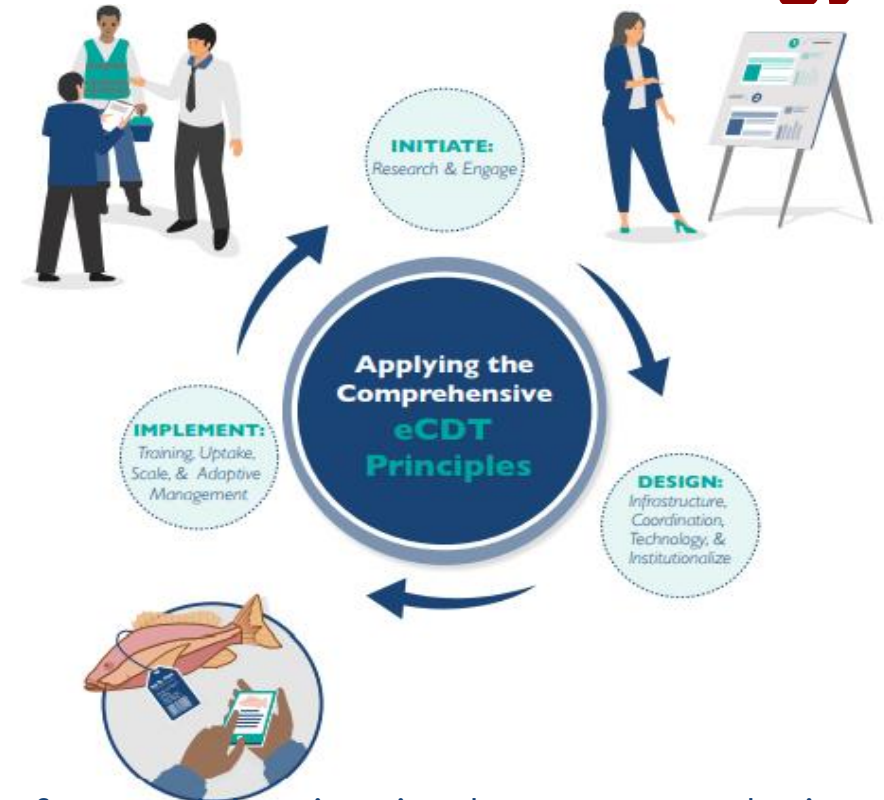 INITIATE:
Research & Engage
Applying the
Comprehensive
eCDT
Principles
IMPLEMENT:
Training, Uptake,
Scale, & Adaptive
Management
DESIGN:
Infrastructure,
Coordination,
Technology, &
Institutionalize